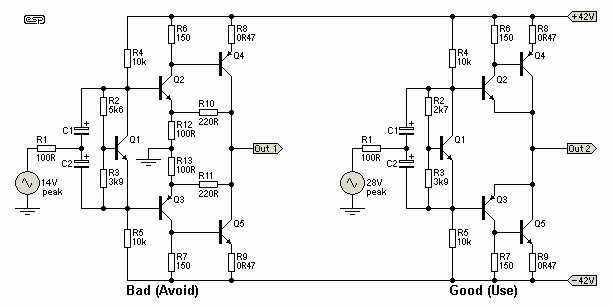 esp
+42V
R4
10k
R6
150
R8
0R47
Q4
Q2
R2
5k6
C1
+
R10
220R
R1
100R
Q1
R12
100R
Out 1
C2
+
R13
100R
14V
peak
R3
3k9
R11
220R
Q3
R5
10k
Q5
R7
150
R9
0R47
Bad (Avoid)
R4
10k
R6
150
R8
0R47
Q4
Q2
R2
2k7
C1
+
R1
100R
Q1
Out 2
C2
+
28V
peak
R3
3k9
Q3
R5
10k
Q5
R7
150
R9
0R47
-42V
Good (Use)